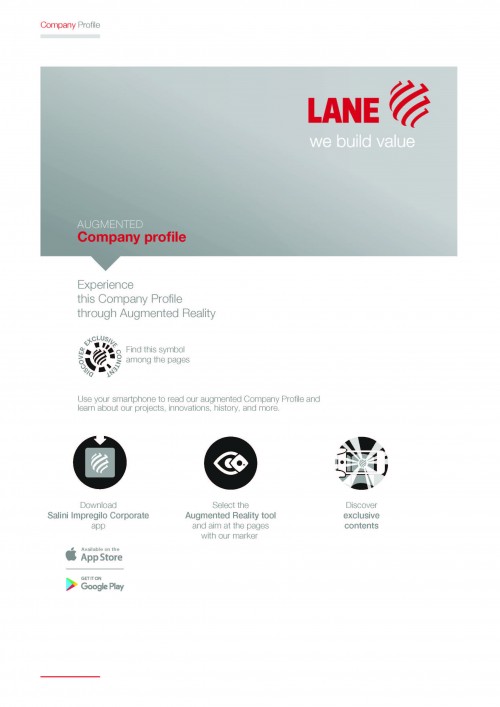 Company Profile
LANE
we build value
AUGMENTED
Company profile
Experience
this Company Profile
through Augmented Reality
DISCOVER EXCLUSIVE CONTENT
Find this symbol
among the pages
Use your smartphone to read our augmented Company Profile and
learn about our projects, innovations, history, and more.
Download
Salini Impregilo Corporate
app
Select the
Augmented Reality tool
and aim at the pages
with our marker
Discover
exclusive
contents
Available on the
App Store
GET IT ON
Google Play